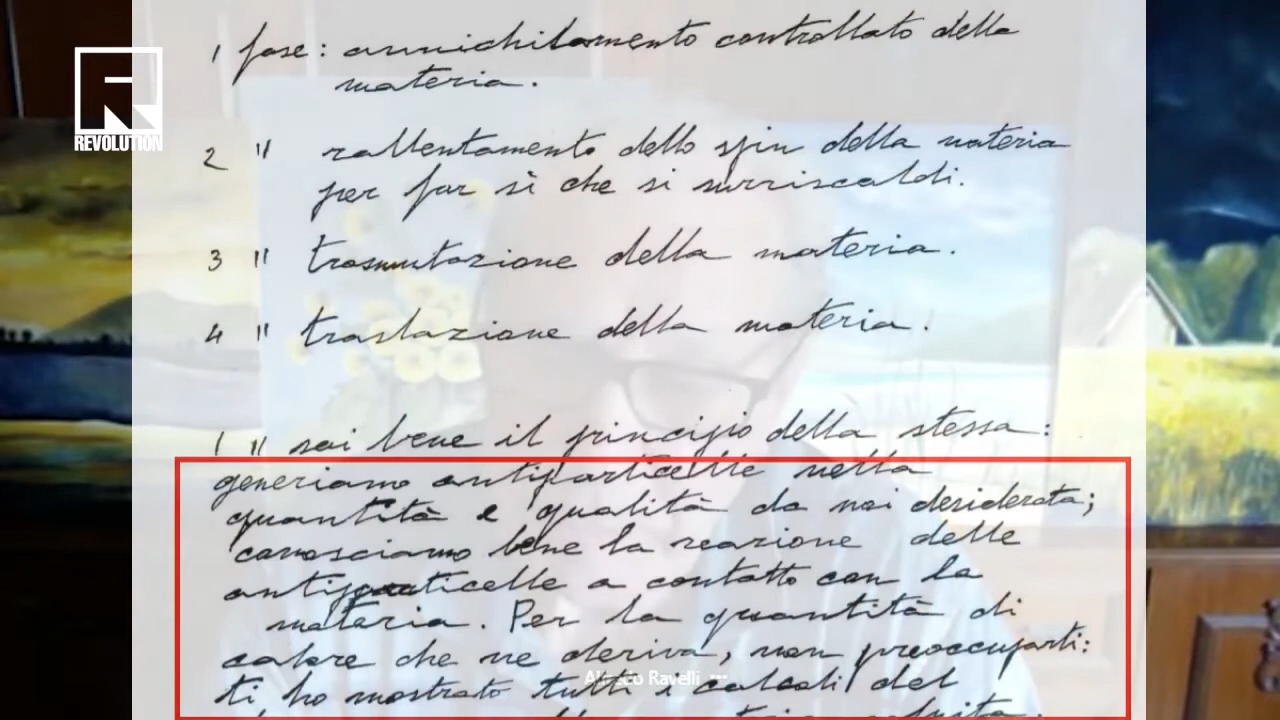 REVOLUTION
1 fase: annichilamento controllato della
materia.
2 " rallentamento dello spin della materia
per far sì che si surriscaldi.
3 " trasmutazione della materia.
4 " traslazione della materia.
1 " sai bene il principio della stessa:
generiamo antiparticelle nella
quantità e qualità da noi desiderata;
conosciamo bene la reazione delle
antiparticelle a contatto con la
materia. Per la quantità di
calore che ne deriva, non preoccuparti:
ti ho mostrato tutti i calcoli del
Ravelli